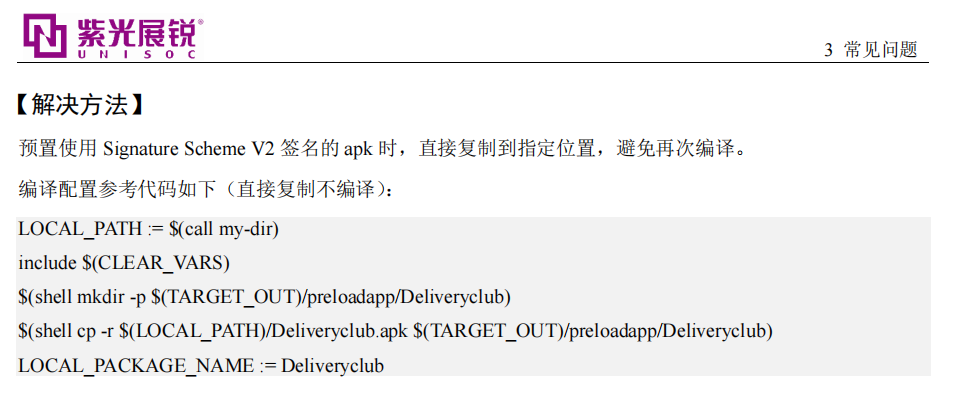 紫光展锐®
UNISOC
3 常见问题
【解决方法】
预置使用 Signature Scheme V2 签名的 apk 时，直接复制到指定位置，避免再次编译。
编译配置参考代码如下（直接复制不编译）：
LOCAL_PATH := $(call my-dir)
include $(CLEAR_VARS)
$(shell mkdir -p $(TARGET_OUT)/preloadapp/Deliveryclub)
$(shell cp -r $(LOCAL_PATH)/Deliveryclub.apk $(TARGET_OUT)/preloadapp/Deliveryclub)
LOCAL_PACKAGE_NAME := Deliveryclub